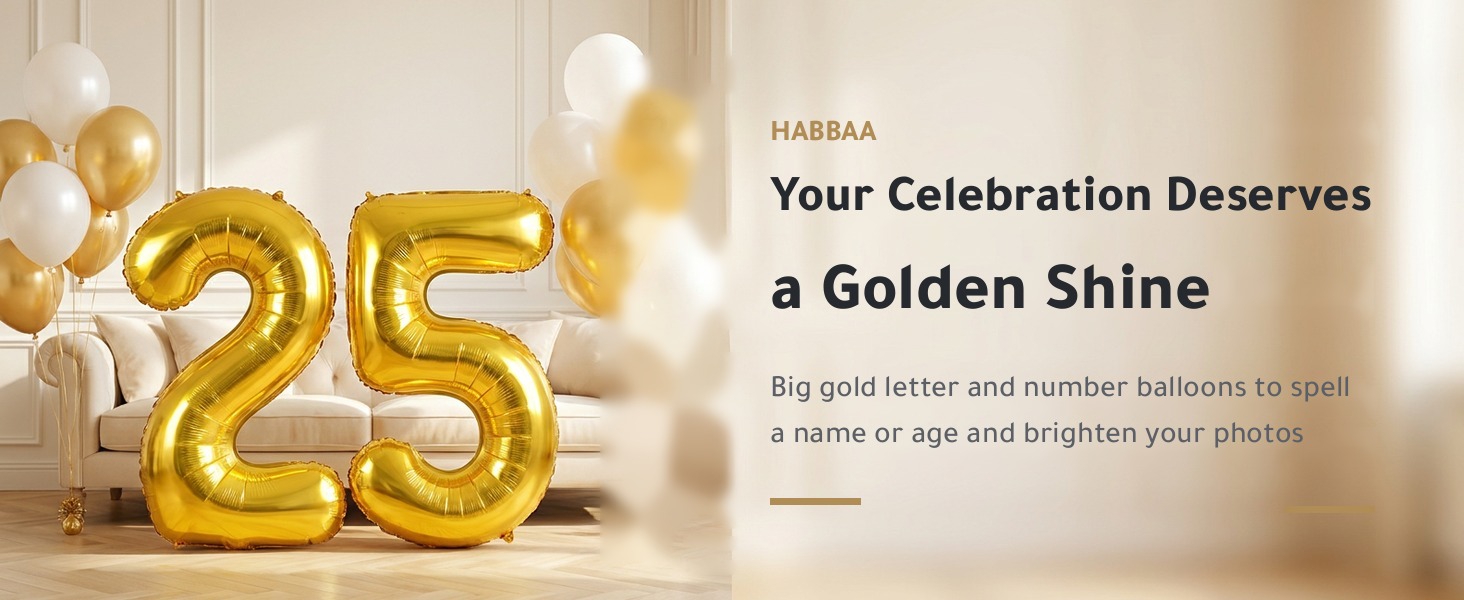 25
HABBAA
Your Celebration Deserves
a Golden Shine
Big gold letter and number balloons to spell
a name or age and brighten your photos